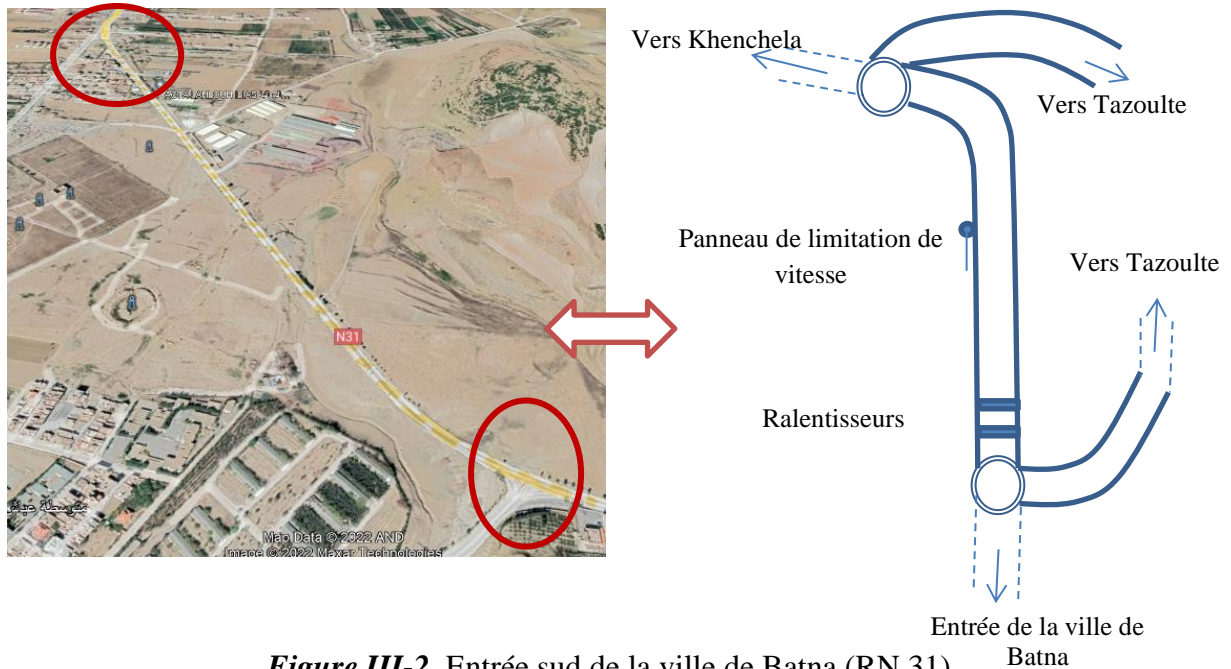 N31
متوسطة عباس
Map Data © 2022 AND
Image © 2022 Maxar Technologies
Vers Khenchela
Vers Tazoulte
Panneau de limitation de
vitesse
Vers Tazoulte
Ralentisseurs
Entrée de la ville de
Batna
Figure III-2. Entrée sud de la ville de Batna (RN 31)